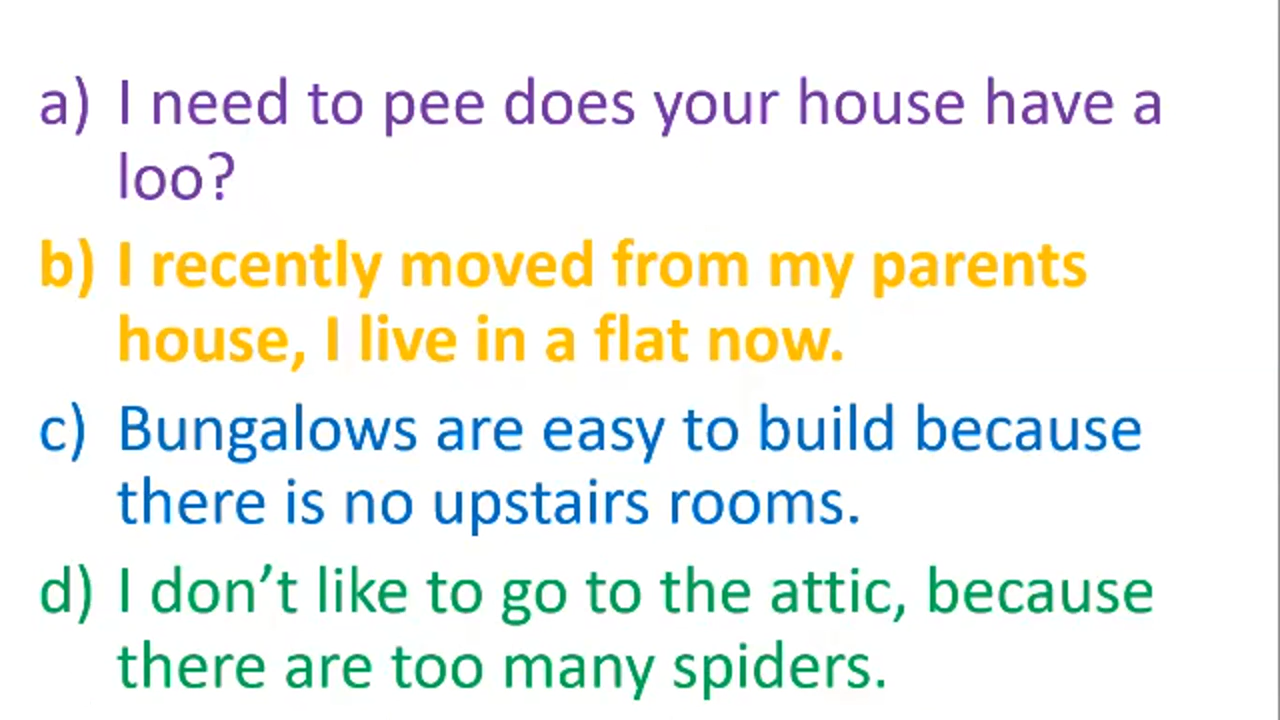 a) I need to pee does your house have a
loo?
b) I recently moved from my parents
house, I live in a flat now.
c) Bungalows are easy to build because
there is no upstairs rooms.
d) I don’t like to go to the attic, because
there are too many spiders.